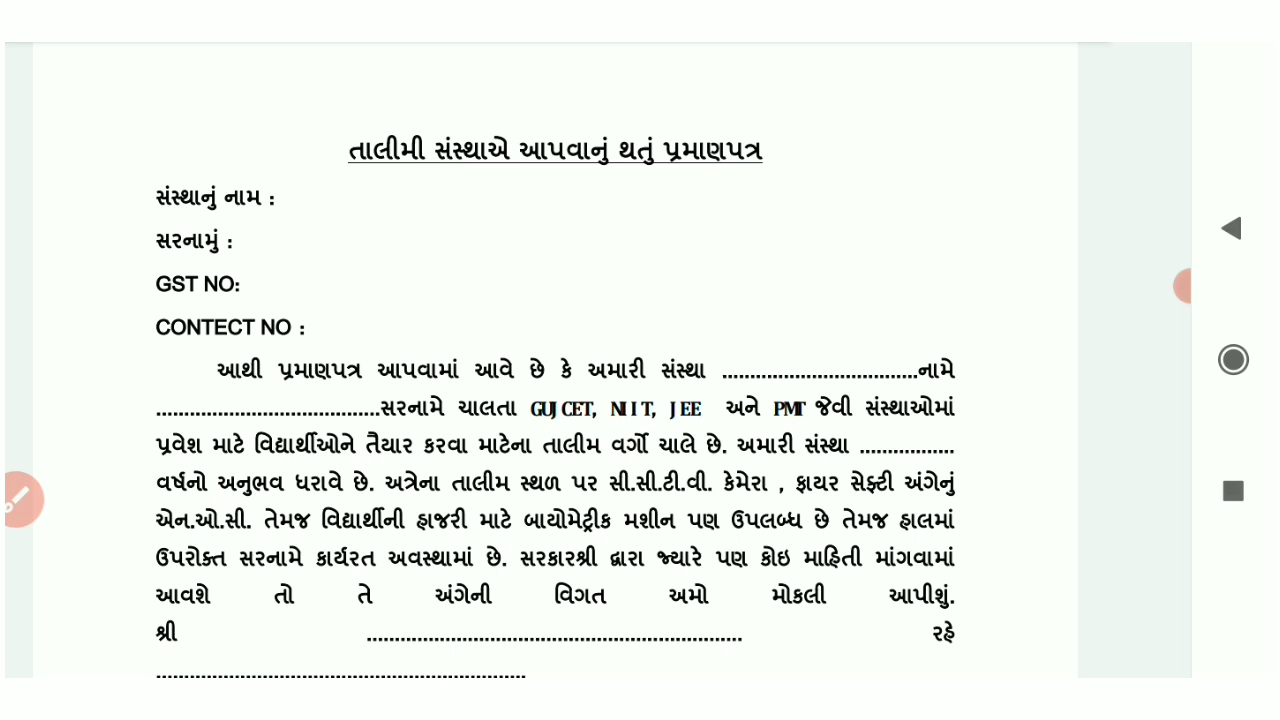 તાલીમી સંસ્થાએ આપવાનું થતું પ્રમાણપત્ર
સંસ્થાનું નામ :
સરનામું :
GST NO:
CONTECT NO :
આથી પ્રમાણપત્ર આપવામાં આવે છે કે અમારી સંસ્થા ...................................નામે
........................................સરનામે ચાલતા GUJCET, NIIT, JEE અને PMT જેવી સંસ્થાઓમાં
પ્રવેશ માટે વિદ્યાર્થીઓને તૈયાર કરવા માટેના તાલીમ વર્ગો ચાલે છે. અમારી સંસ્થા .................
વર્ષનો અનુભવ ધરાવે છે. અત્રેના તાલીમ સ્થળ પર સી.સી.ટી.વી. કેમેરા , ફાયર સેફ્ટી અંગેનું
એન.ઓ.સી. તેમજ વિદ્યાર્થીની હાજરી માટે બાયોમેટ્રીક મશીન પણ ઉપલબ્ધ છે તેમજ હાલમાં
ઉપરોક્ત સરનામે કાર્યરત અવસ્થામાં છે. સરકારશ્રી દ્વારા જ્યારે પણ કોઇ માહિતી માંગવામાં
આવશે તો તે અંગેની વિગત અમો મોકલી આપીશું.
શ્રી ................................................................... રહે
..................................................................